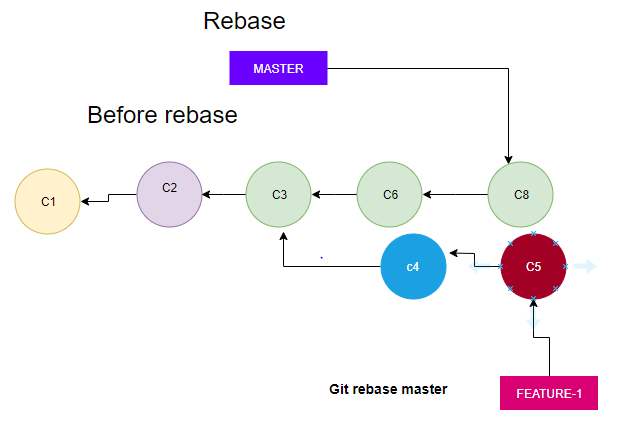 Rebase
MASTER
Before rebase
C1
C2
C3
C6
C8
c4
C5
Git rebase master
FEATURE-1